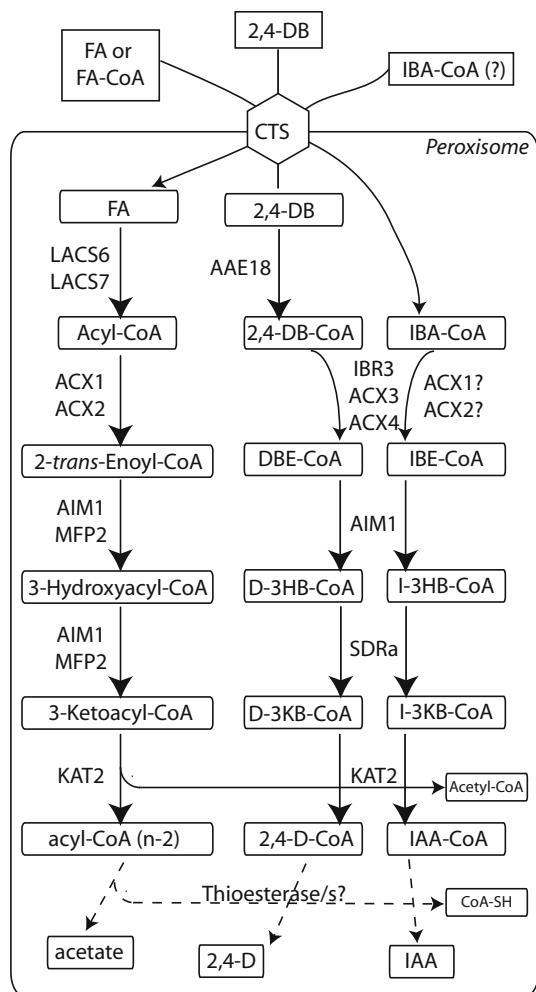 2,4-DB
FA or
FA-CoA
IBA-CoA (?)
CTS
Peroxisome
FA
2,4-DB
LACS6
LACS7
AAE18
Acyl-CoA
2,4-DB-CoA
IBA-CoA
ACX1
ACX2
IBR3
ACX3
ACX4
ACX1?
ACX2?
2-trans-Enoyl-CoA
DBE-CoA
IBE-CoA
AIM1
MFP2
AIM1
3-Hydroxyacyl-CoA
D-3HB-CoA
I-3HB-CoA
AIM1
MFP2
SDRa
3-Ketoacyl-CoA
D-3KB-CoA
I-3KB-CoA
KAT2
KAT2
Acetyl-CoA
acyl-CoA (n-2)
2,4-D-CoA
IAA-CoA
Thioesterase/s?
CoA-SH
acetate
2,4-D
IAA